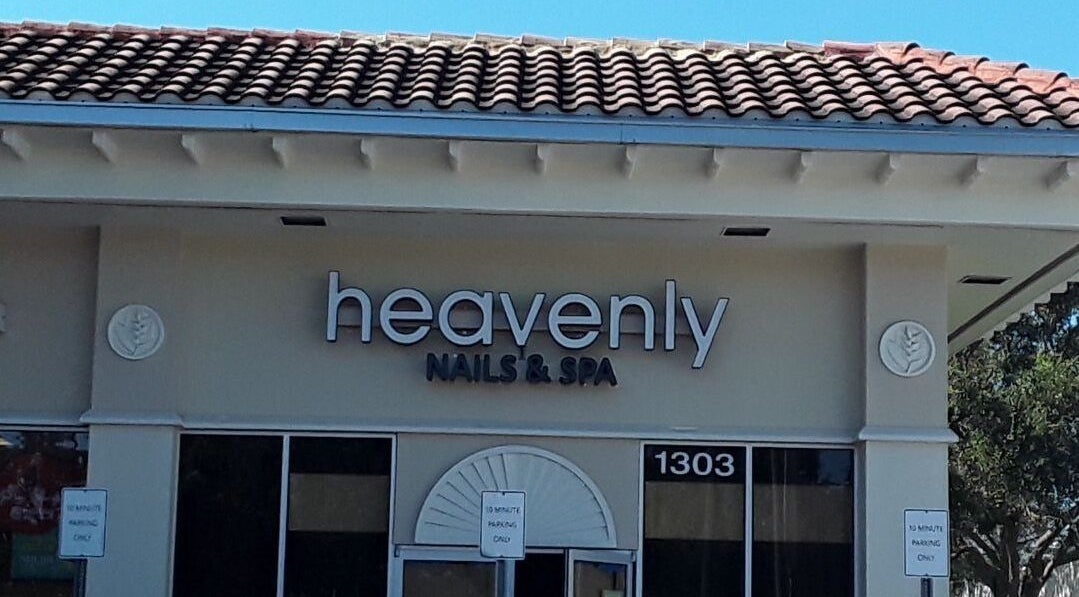 heavenly
NAILS & SPA
1303
10 MINUTE
PARKING
ONLY
10 MINUTE
PARKING
ONLY
10 MINUTE
PARKING
ONLY